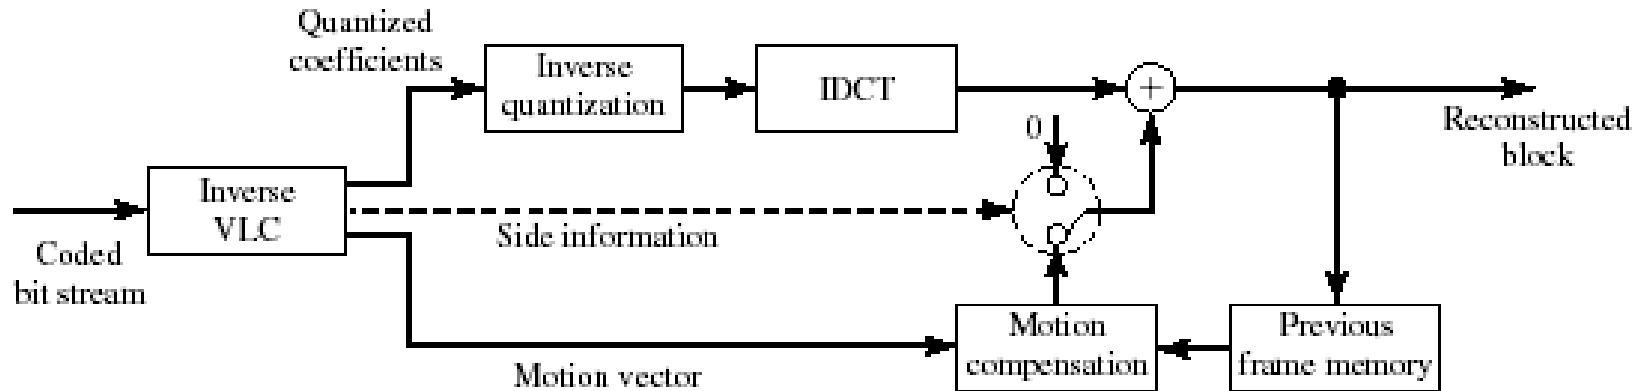 Quantized
coefficients
Inverse
quantization
IDCT
+
0
Reconstructed
block
Inverse
VLC
Side information
Coded
bit stream
Motion
compensation
Previous
frame memory
Motion vector